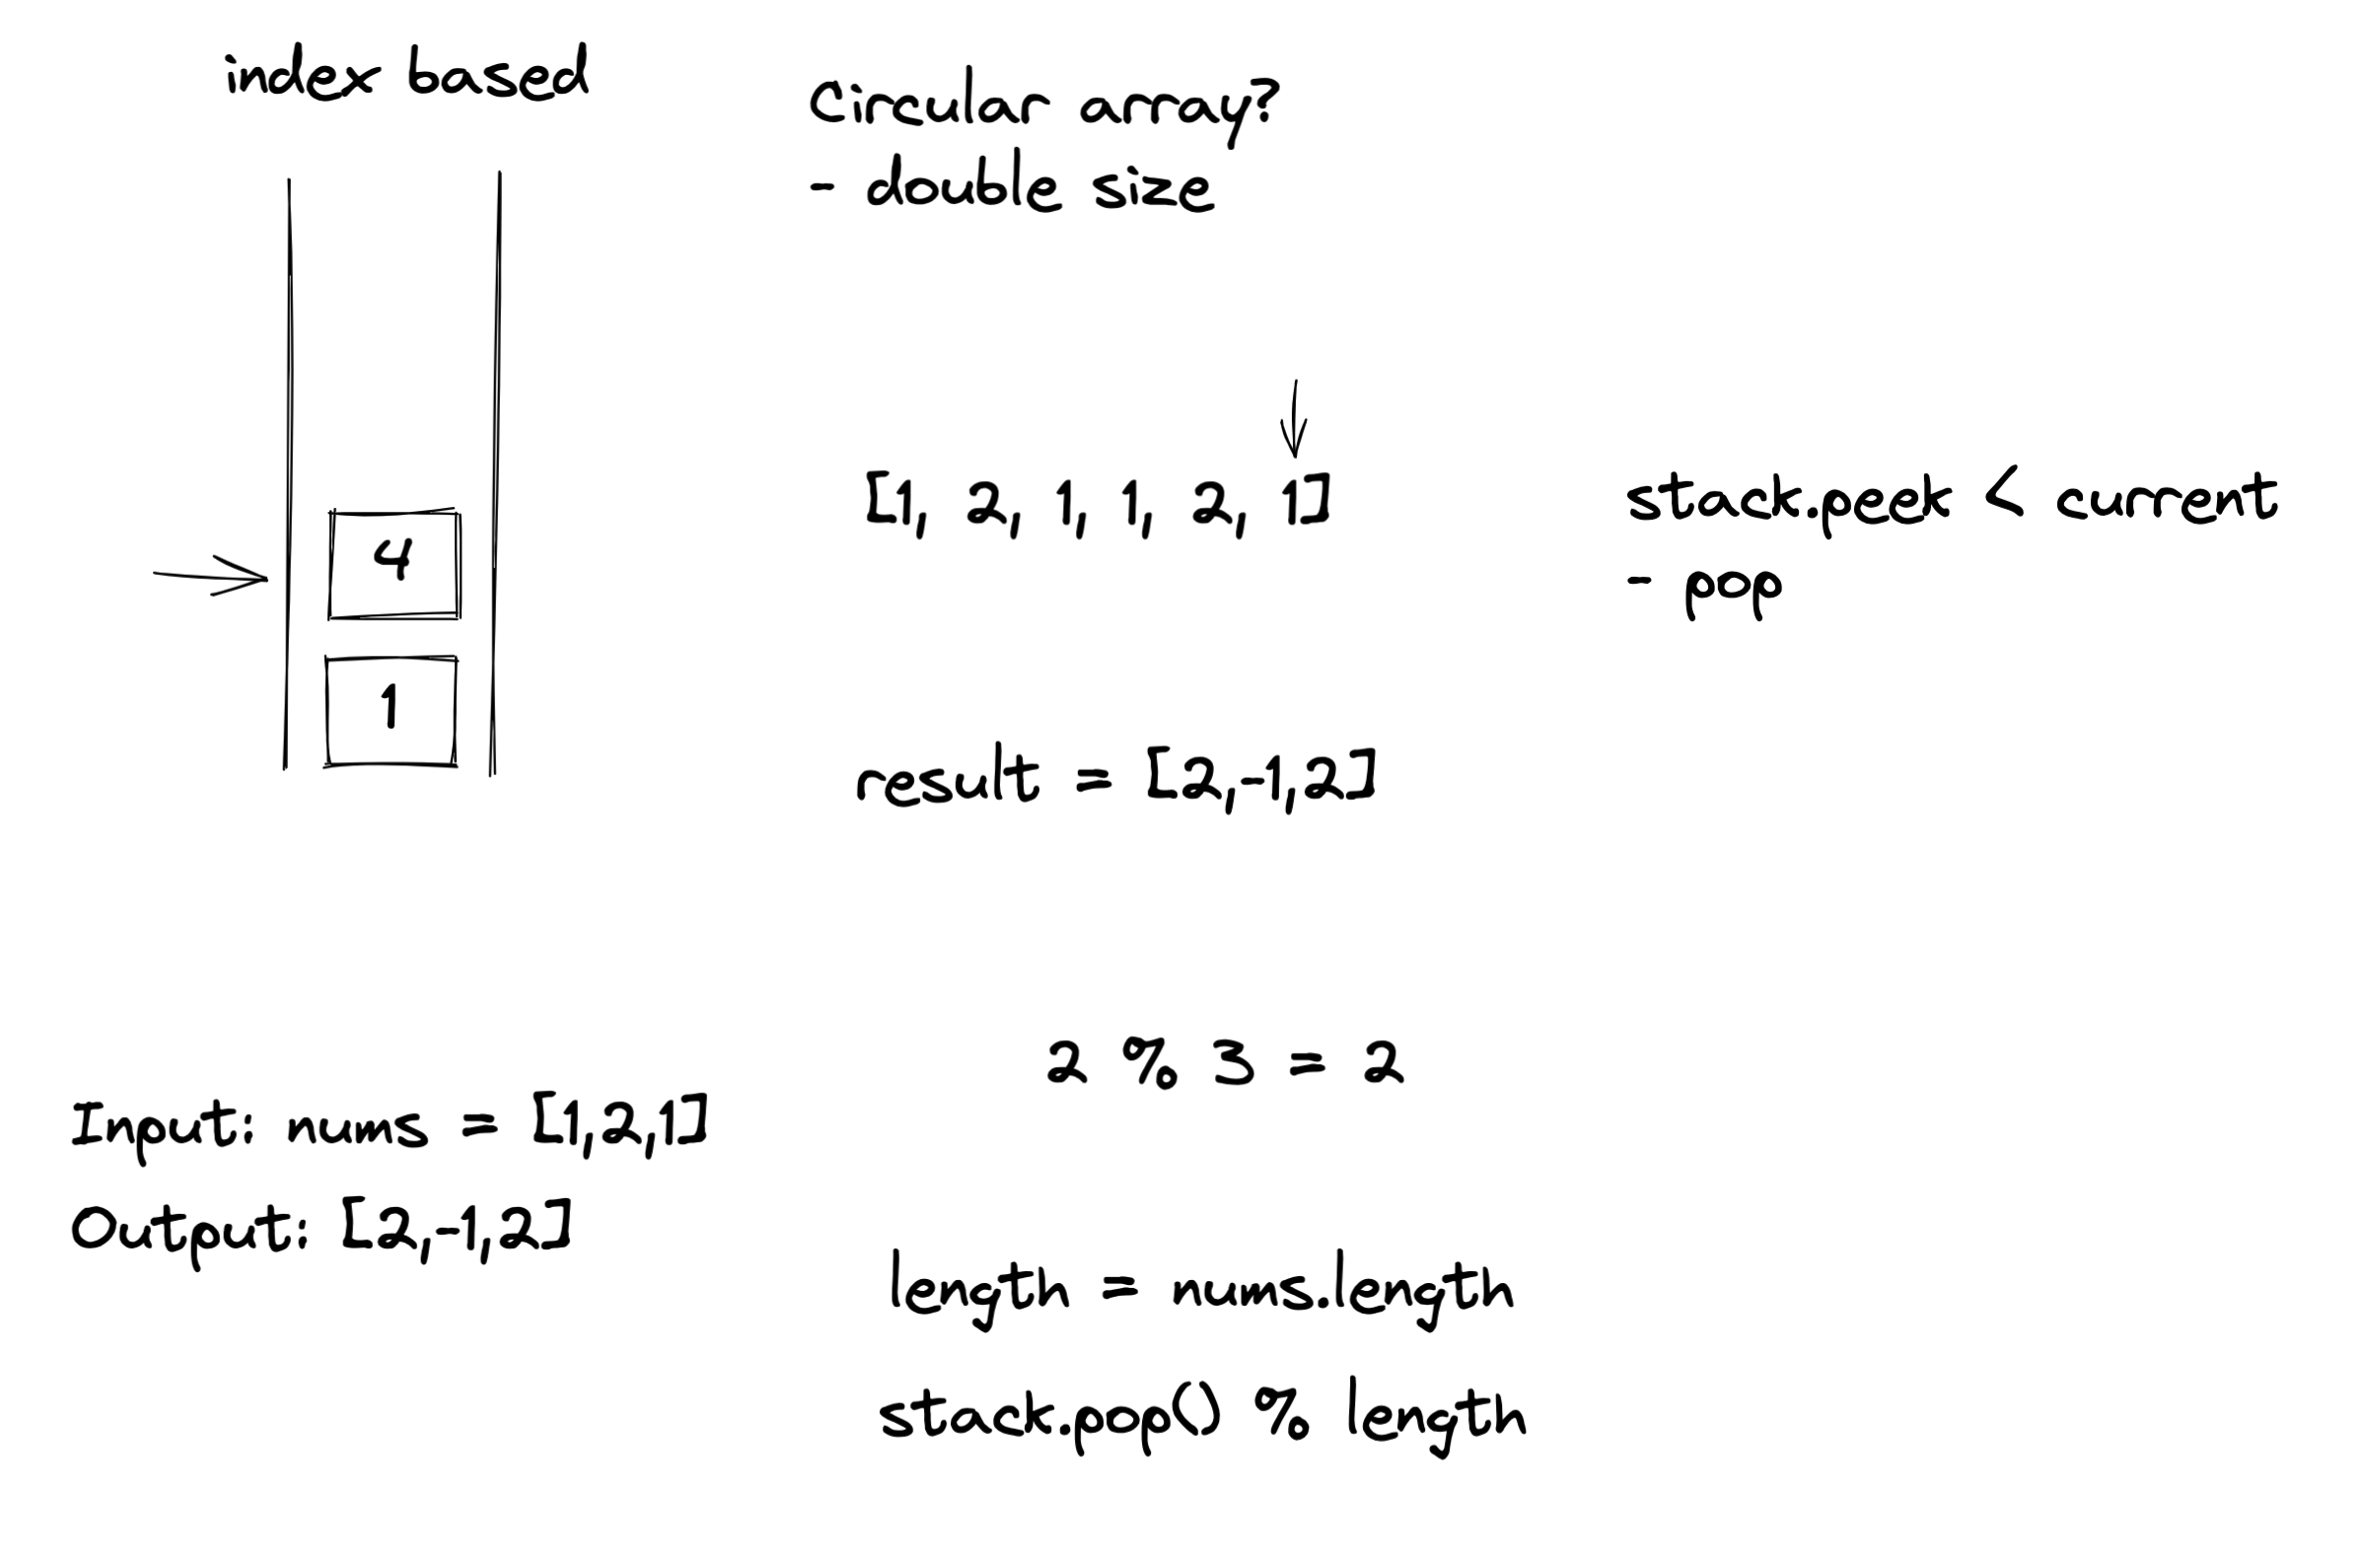 index based
Circular array?
- double size
[1, 2, 1, 1, 2, 1]
stack.peek < current
- pop
4
1
result = [2,-1,2]
2 % 3 = 2
Input: nums = [1,2,1]
Output: [2,-1,2]
length = nums.length
stack.pop() % length